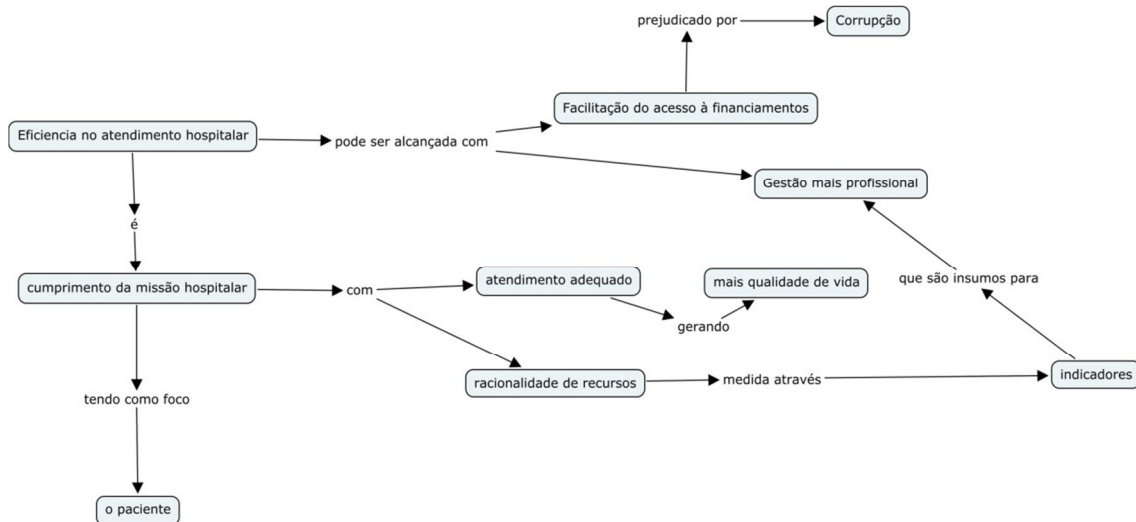 prejudicado por
Corrupção
Facilitação do acesso à financiamentos
Eficiencia no atendimento hospitalar
pode ser alcançada com
Gestão mais profissional
é
cumprimento da missão hospitalar
com
atendimento adequado
mais qualidade de vida
que são insumos para
gerando
racionalidade de recursos
medida através
indicadores
tendo como foco
o paciente